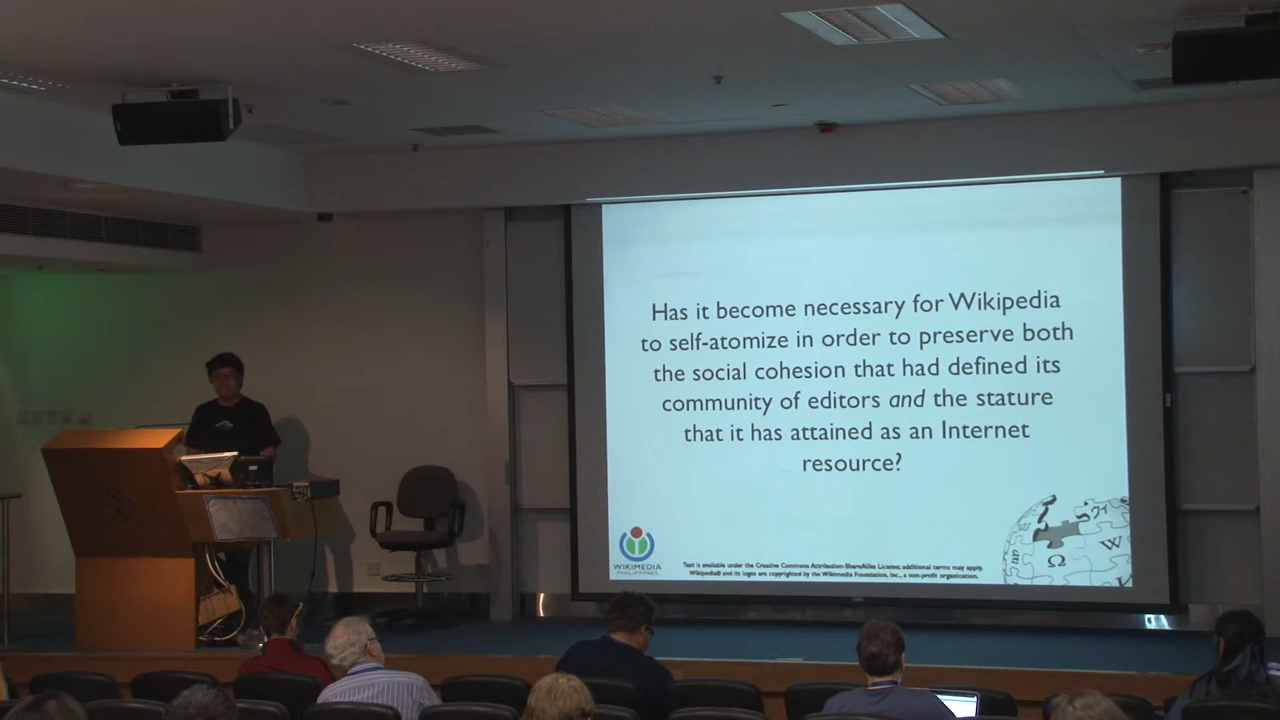 Has it become necessary for Wikipedia
to self-atomize in order to preserve both
the social cohesion that had defined its
community of editors and the stature
that it has attained as an Internet
resource?
WIKIMEDIA
PHILIPPINES
Text is available under the Creative Commons Attribution-ShareAlike License; additional terms may apply.
Wikipedia® and its logos are copyrighted by the Wikimedia Foundation, Inc., a non-profit organization.
W
Ω